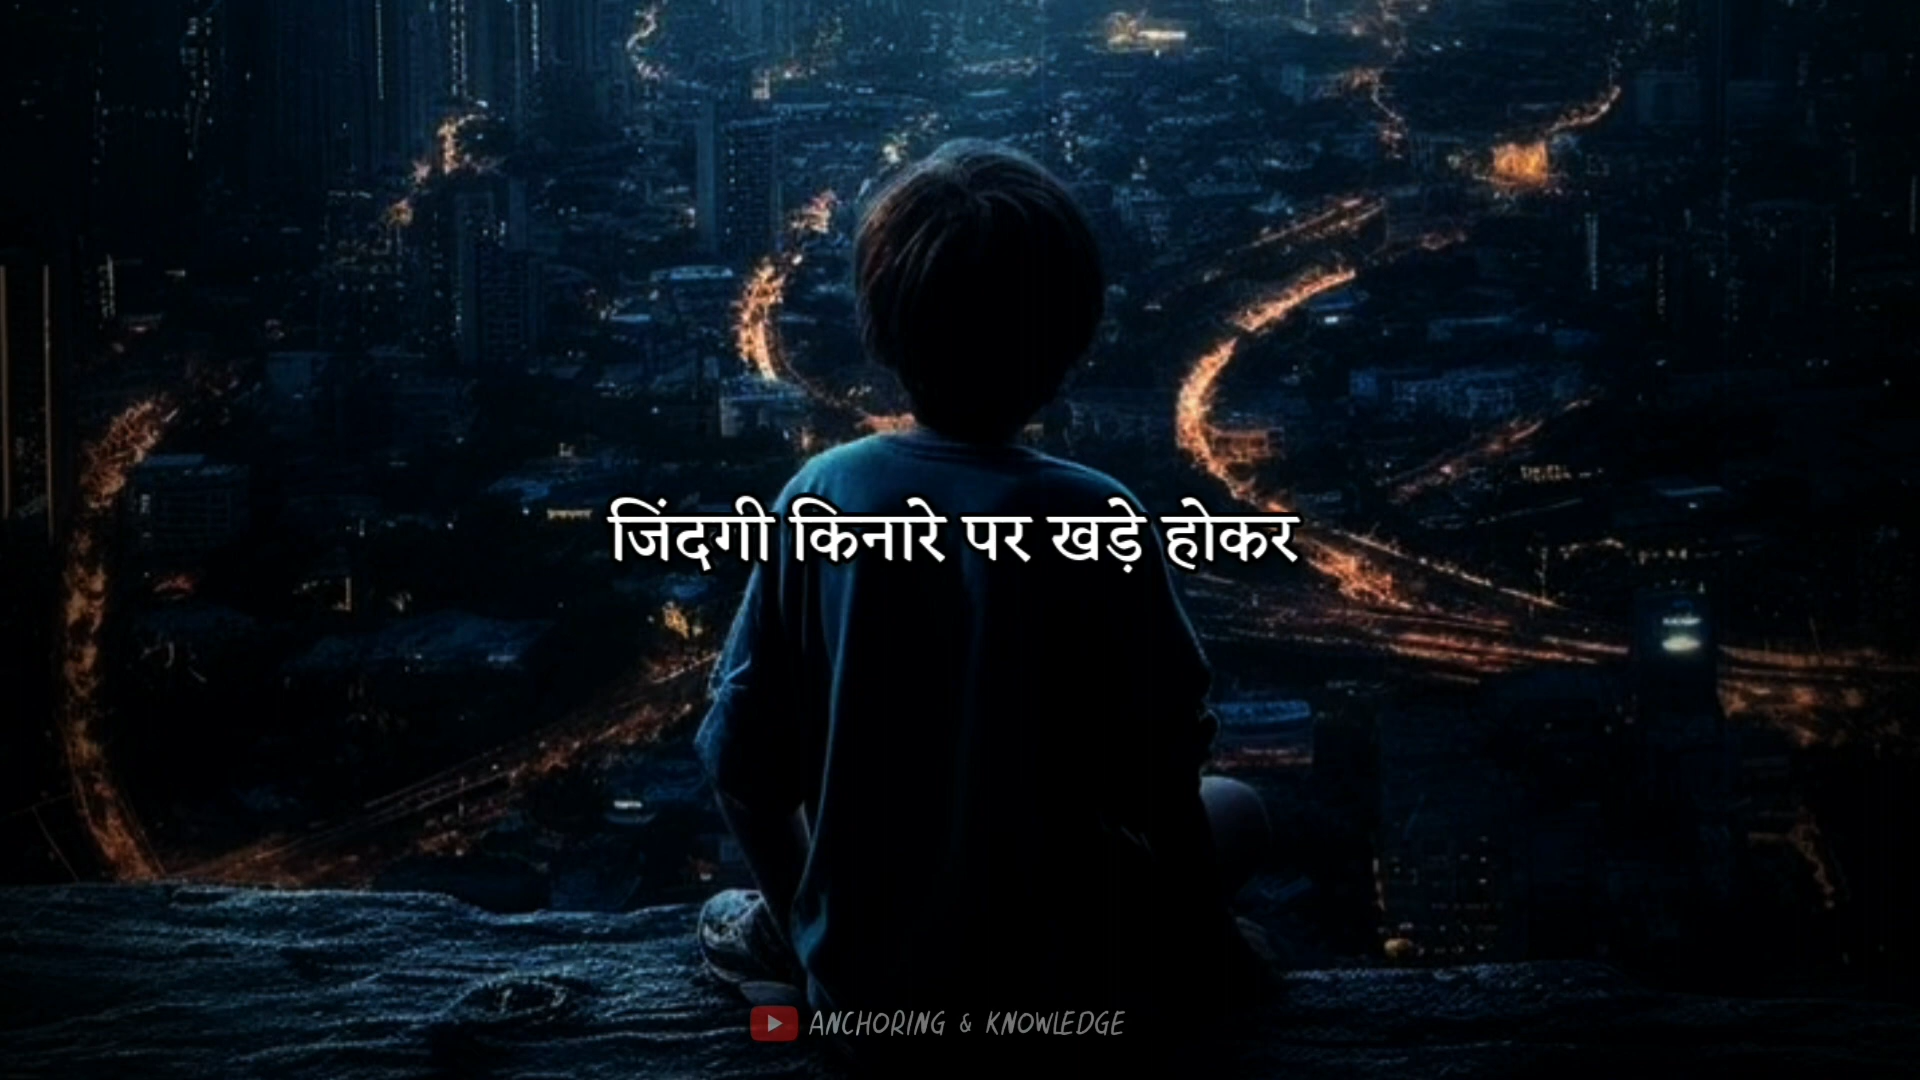 जिंदगी किनारे पर खड़े होकर
ANCHORING & KNOWLEDGE